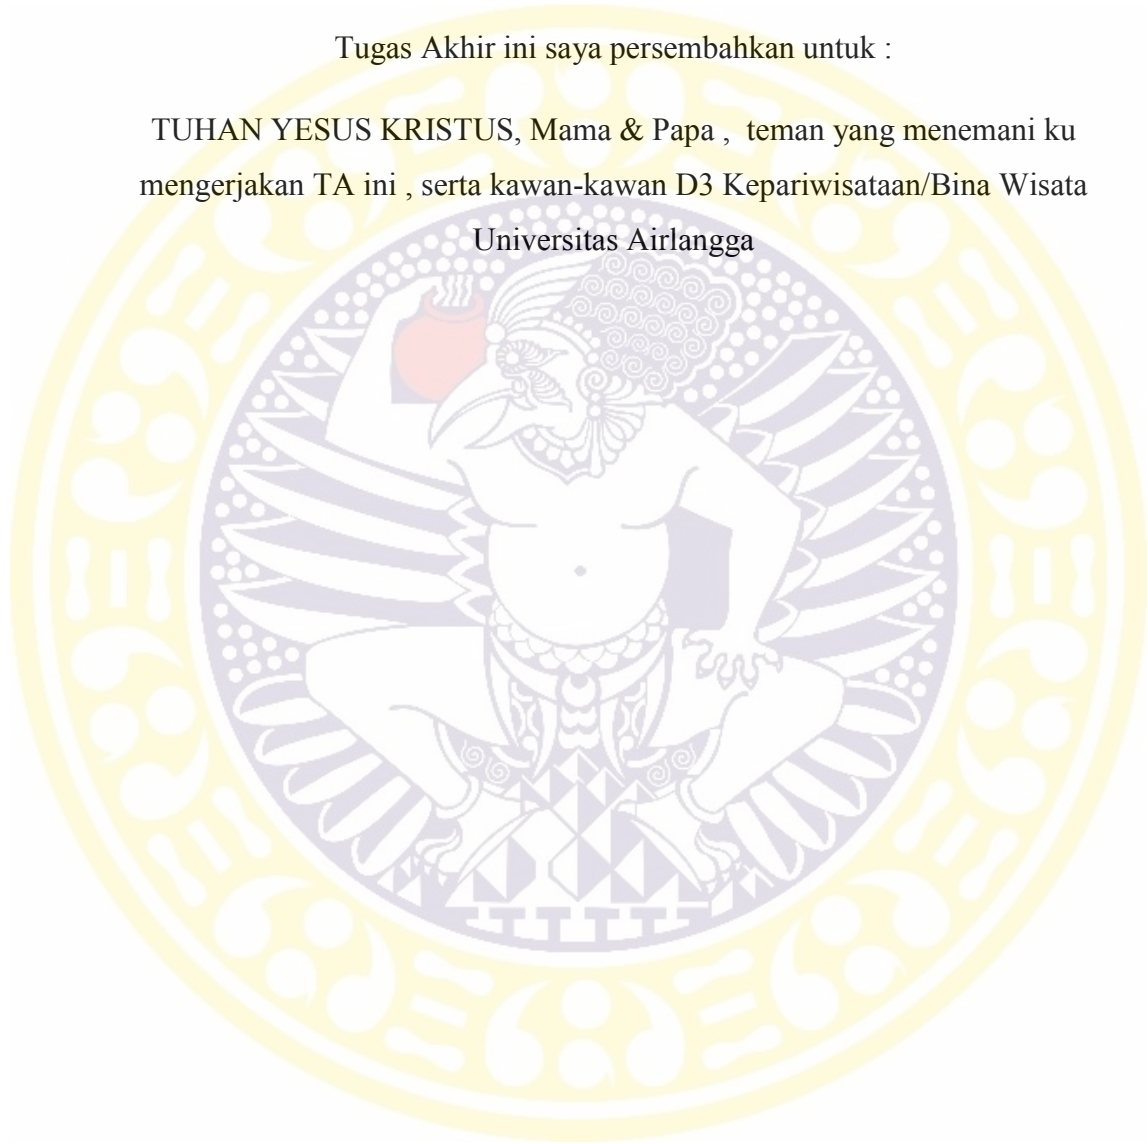 Tugas Akhir ini saya persembahkan untuk :
TUHAN YESUS KRISTUS, Mama & Papa ,  teman yang menemani ku
mengerjakan TA ini , serta kawan-kawan D3 Kepariwisataan/Bina Wisata
Universitas Airlangga